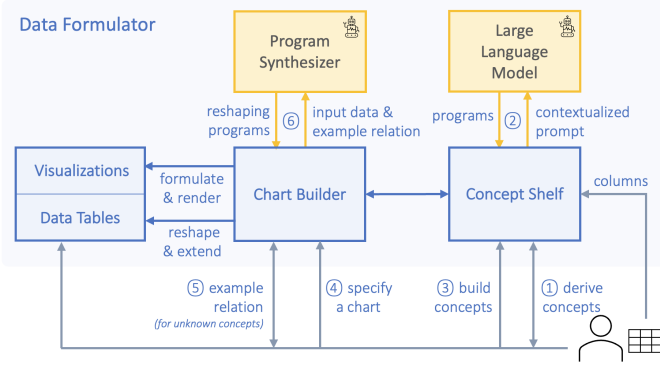 Data Formulator
Program
Synthesizer
Large
Language
Model
reshaping
programs
⑥
input data &
example relation
programs
②
contextualized
prompt
Visualizations
Data Tables
formulate
& render
reshape
& extend
Chart Builder
Concept Shelf
columns
⑤ example
relation
(for unknown concepts)
④ specify
a chart
③ build
concepts
① derive
concepts